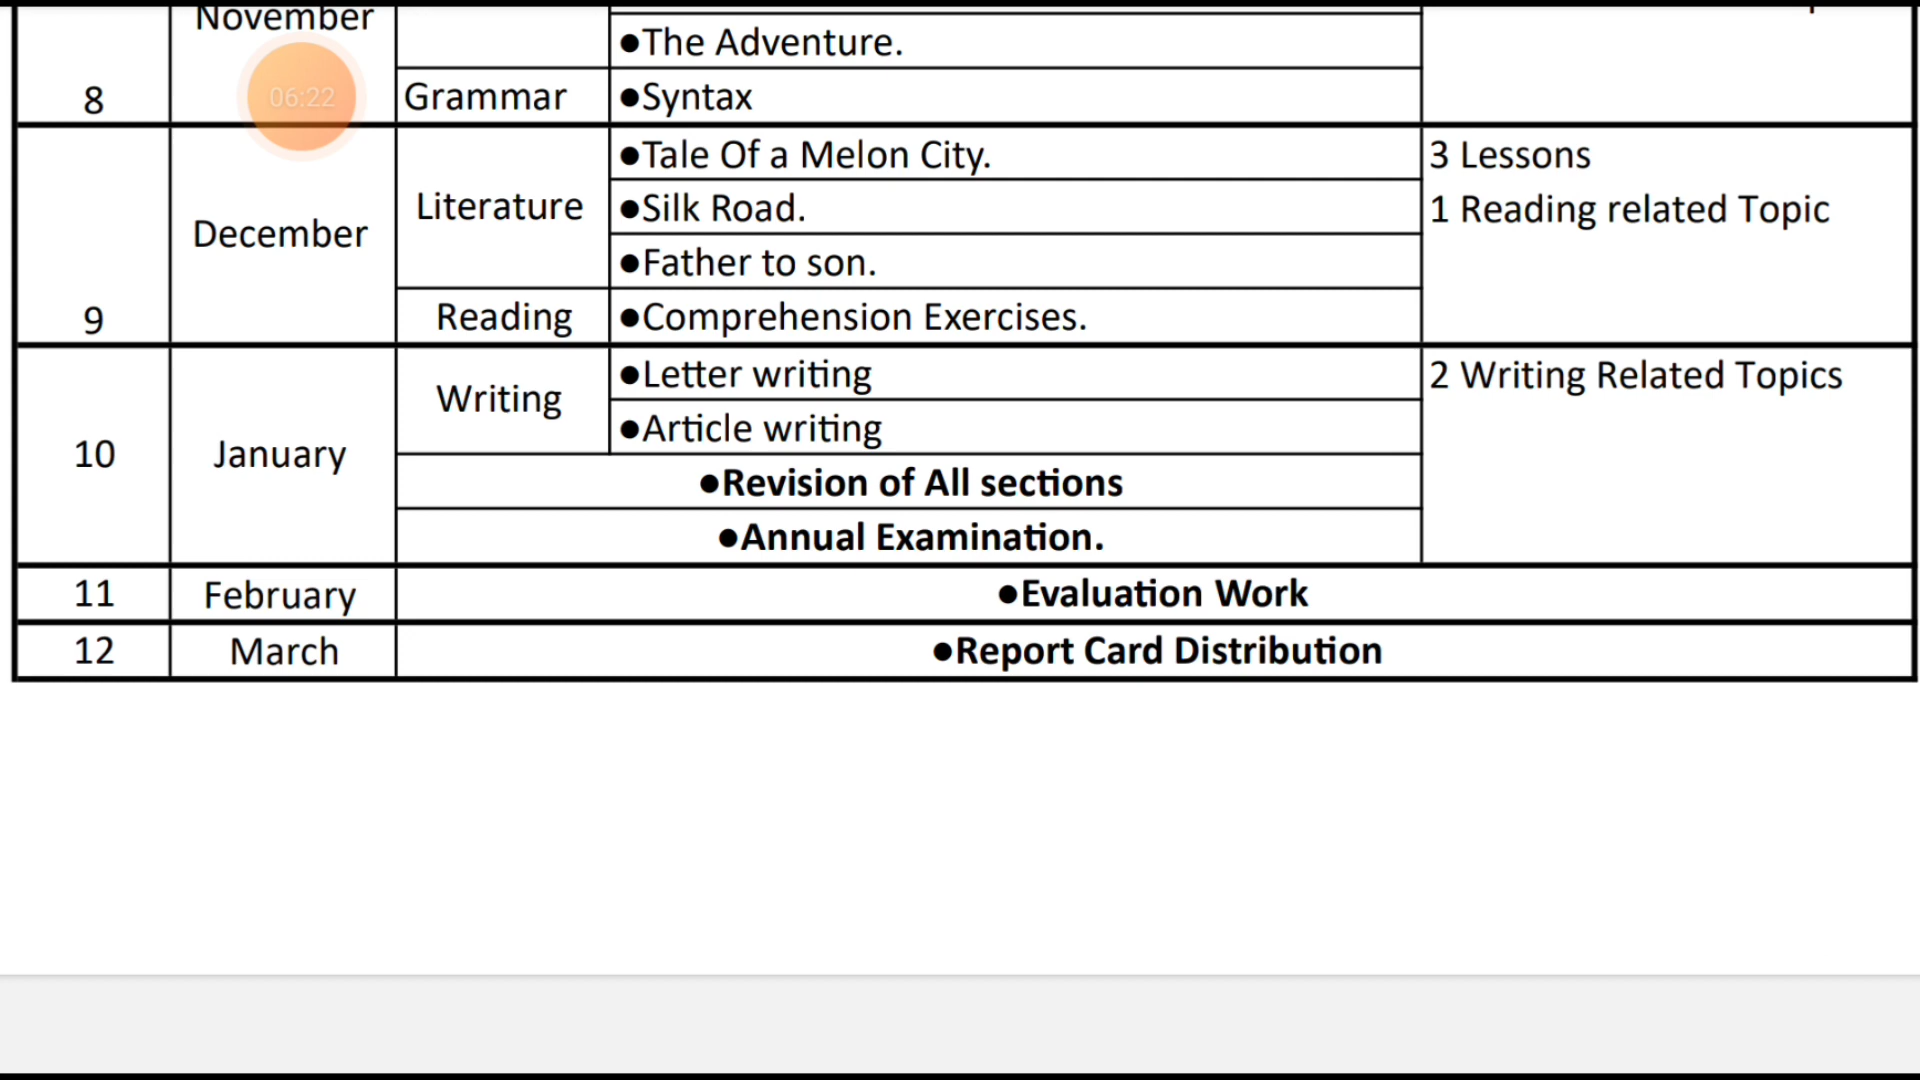 November
●The Adventure.
8
06:22
Grammar
●Syntax
9
December
Literature
●Tale Of a Melon City.
●Silk Road.
●Father to son.
Reading
●Comprehension Exercises.
3 Lessons
1 Reading related Topic
10
January
Writing
●Letter writing
●Article writing
2 Writing Related Topics
●Revision of All sections
●Annual Examination.
11
February
●Evaluation Work
12
March
●Report Card Distribution